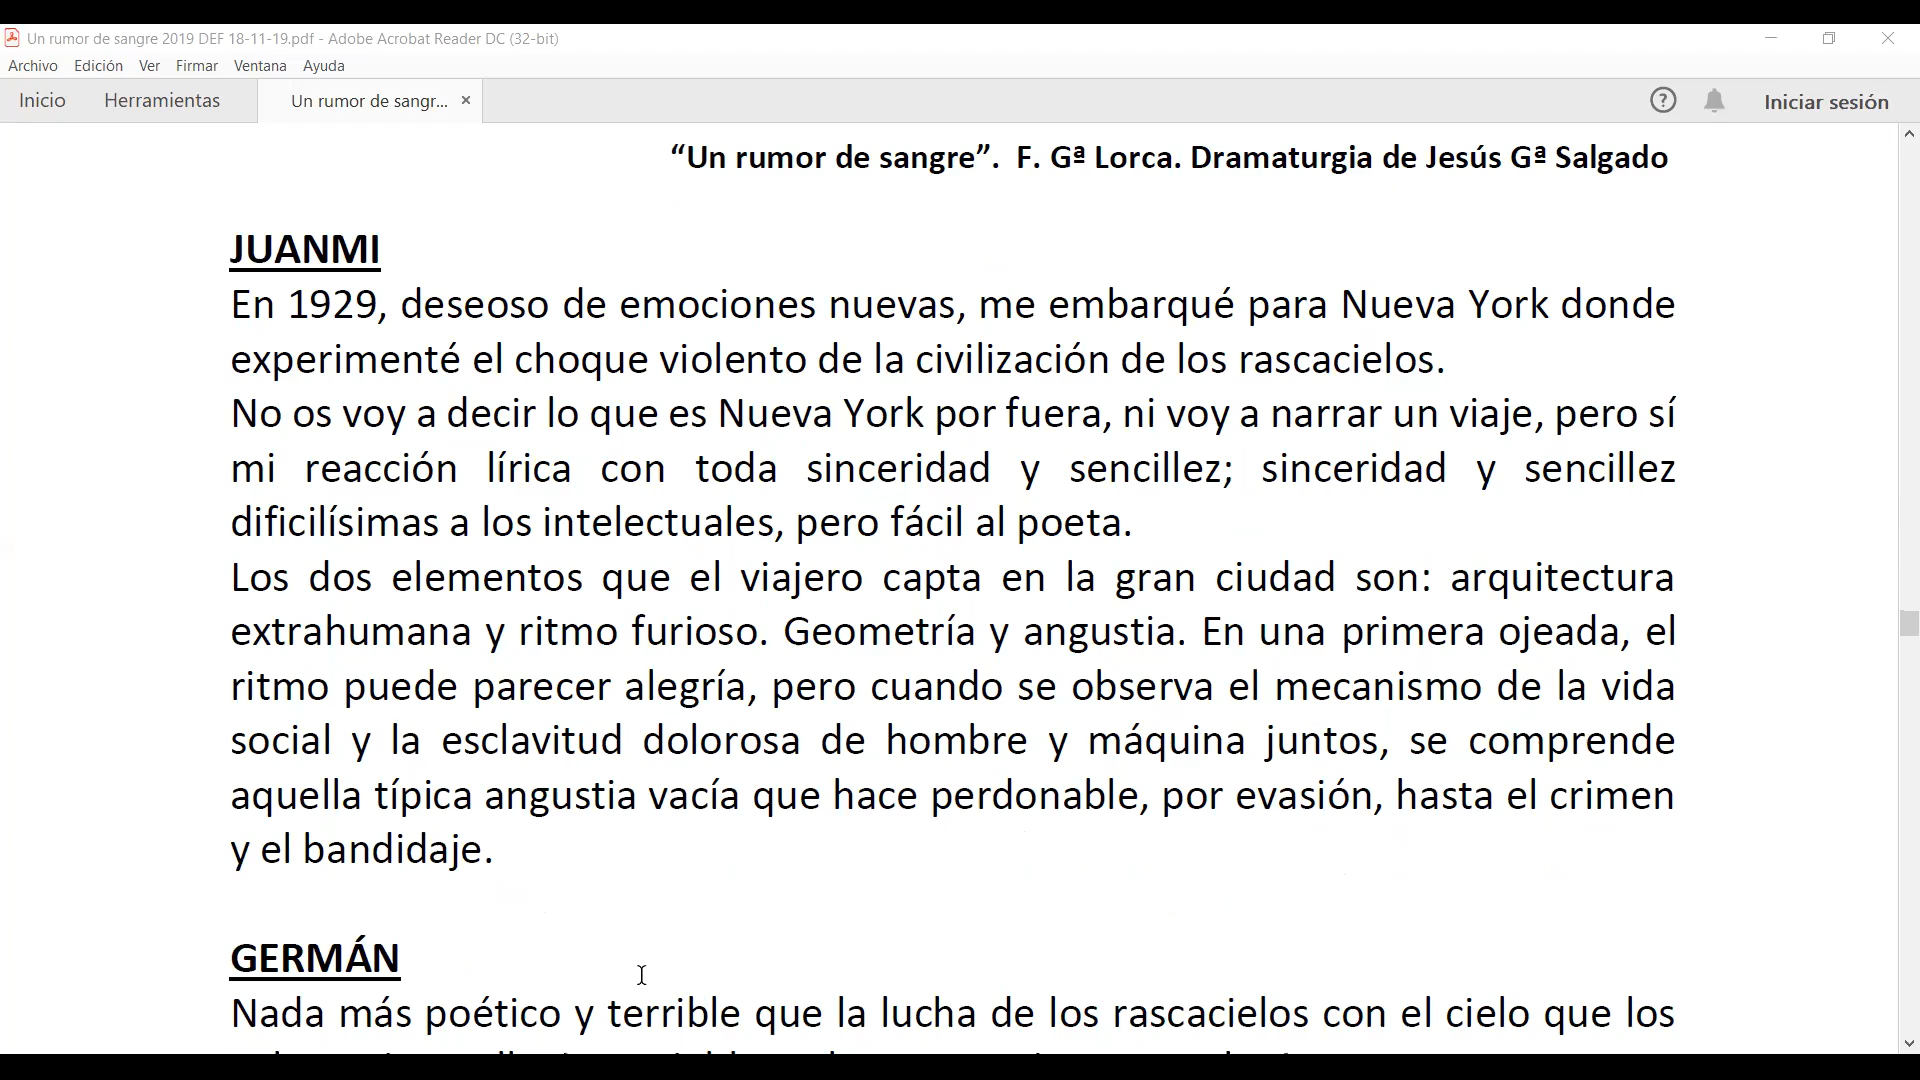 Un rumor de sangre 2019 DEF 18-11-19.pdf - Adobe Acrobat Reader DC (32-bit)
Archivo Edición Ver Firmar Ventana Ayuda
Inicio Herramientas Un rumor de sangr... × ? Iniciar sesión
“Un rumor de sangre”. F. Gª Lorca. Dramaturgia de Jesús Gª Salgado
JUANMI
En 1929, deseoso de emociones nuevas, me embarqué para Nueva York donde
experimenté el choque violento de la civilización de los rascacielos.
No os voy a decir lo que es Nueva York por fuera, ni voy a narrar un viaje, pero sí
mi reacción lírica con toda sinceridad y sencillez; sinceridad y sencillez
dificilísimas a los intelectuales, pero fácil al poeta.
Los dos elementos que el viajero capta en la gran ciudad son: arquitectura
extrahumana y ritmo furioso. Geometría y angustia. En una primera ojeada, el
ritmo puede parecer alegría, pero cuando se observa el mecanismo de la vida
social y la esclavitud dolorosa de hombre y máquina juntos, se comprende
aquella típica angustia vacía que hace perdonable, por evasión, hasta el crimen
y el bandidaje.
GERMÁN
Nada más poético y terrible que la lucha de los rascacielos con el cielo que los